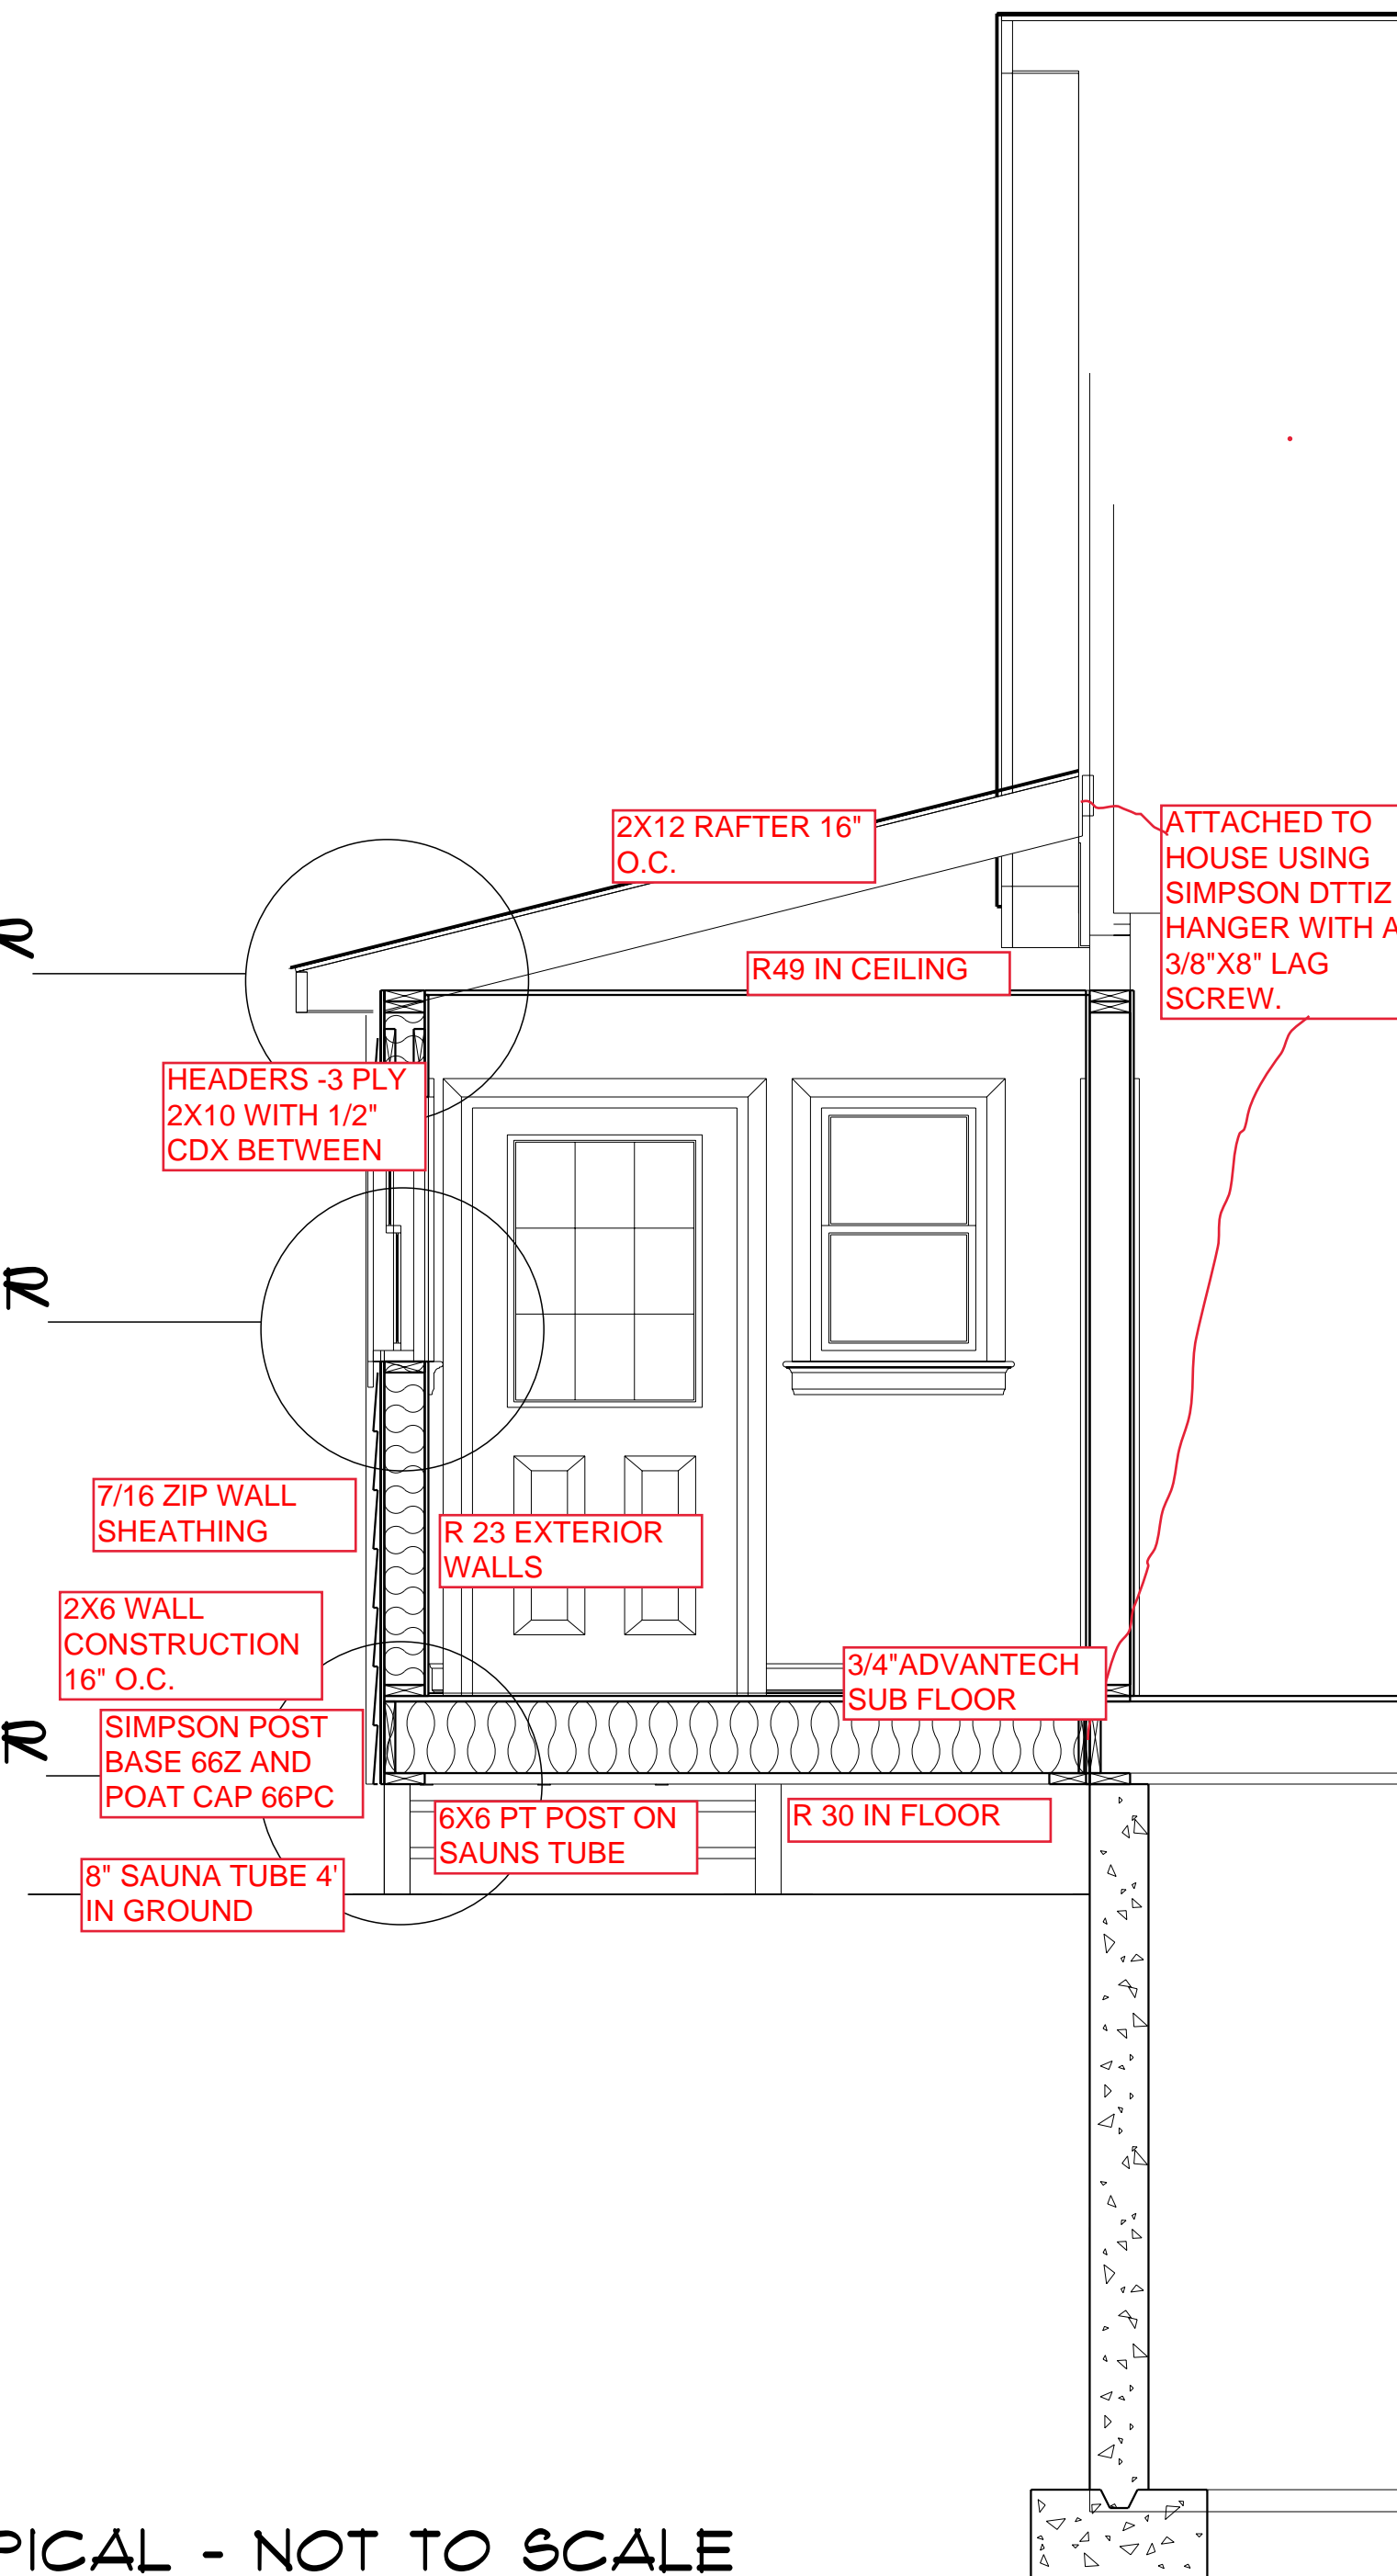 2X12 RAFTER 16"
O.C.
ATTACHED TO
HOUSE USING
SIMPSON DTTIZ
HANGER WITH A
3/8"X8" LAG
SCREW.
R49 IN CEILING
HEADERS -3 PLY
2X10 WITH 1/2"
CDX BETWEEN
7/16 ZIP WALL
SHEATHING
R 23 EXTERIOR
WALLS
2X6 WALL
CONSTRUCTION
16" O.C.
3/4"ADVANTECH
SUB FLOOR
SIMPSON POST
BASE 66Z AND
POAT CAP 66PC
6X6 PT POST ON
SAUNS TUBE
R 30 IN FLOOR
8" SAUNA TUBE 4'
IN GROUND
PICAL - NOT TO SCALE